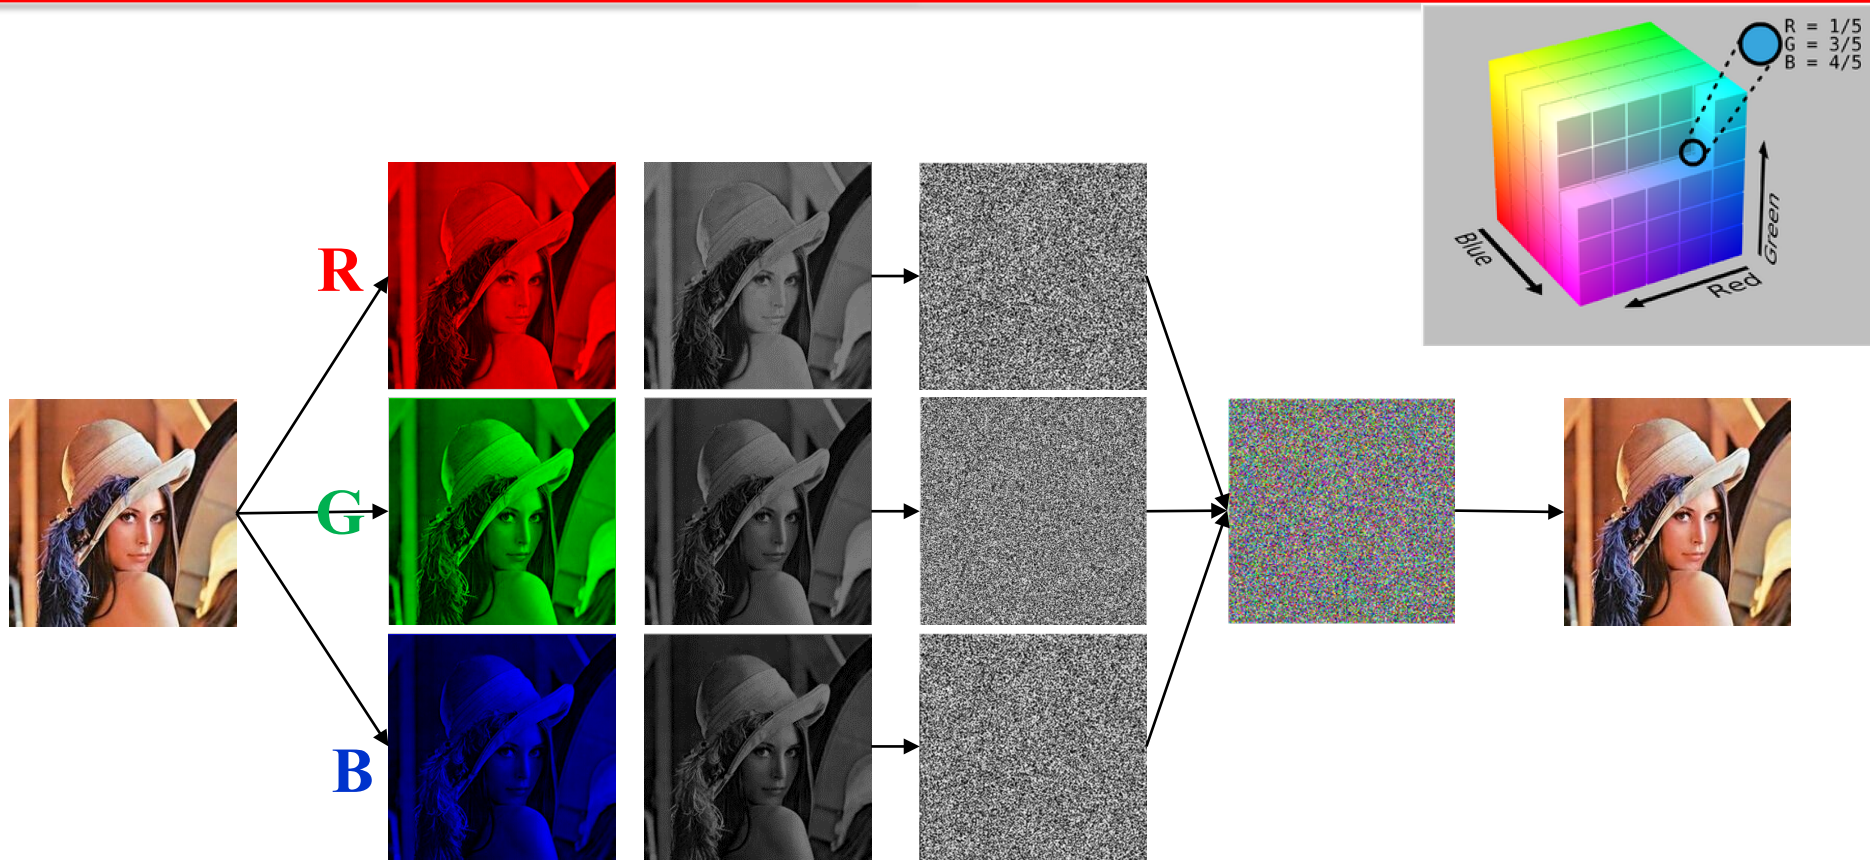 R = 1/5
G = 3/5
B = 4/5
Blue
Red
Green
R
G
B